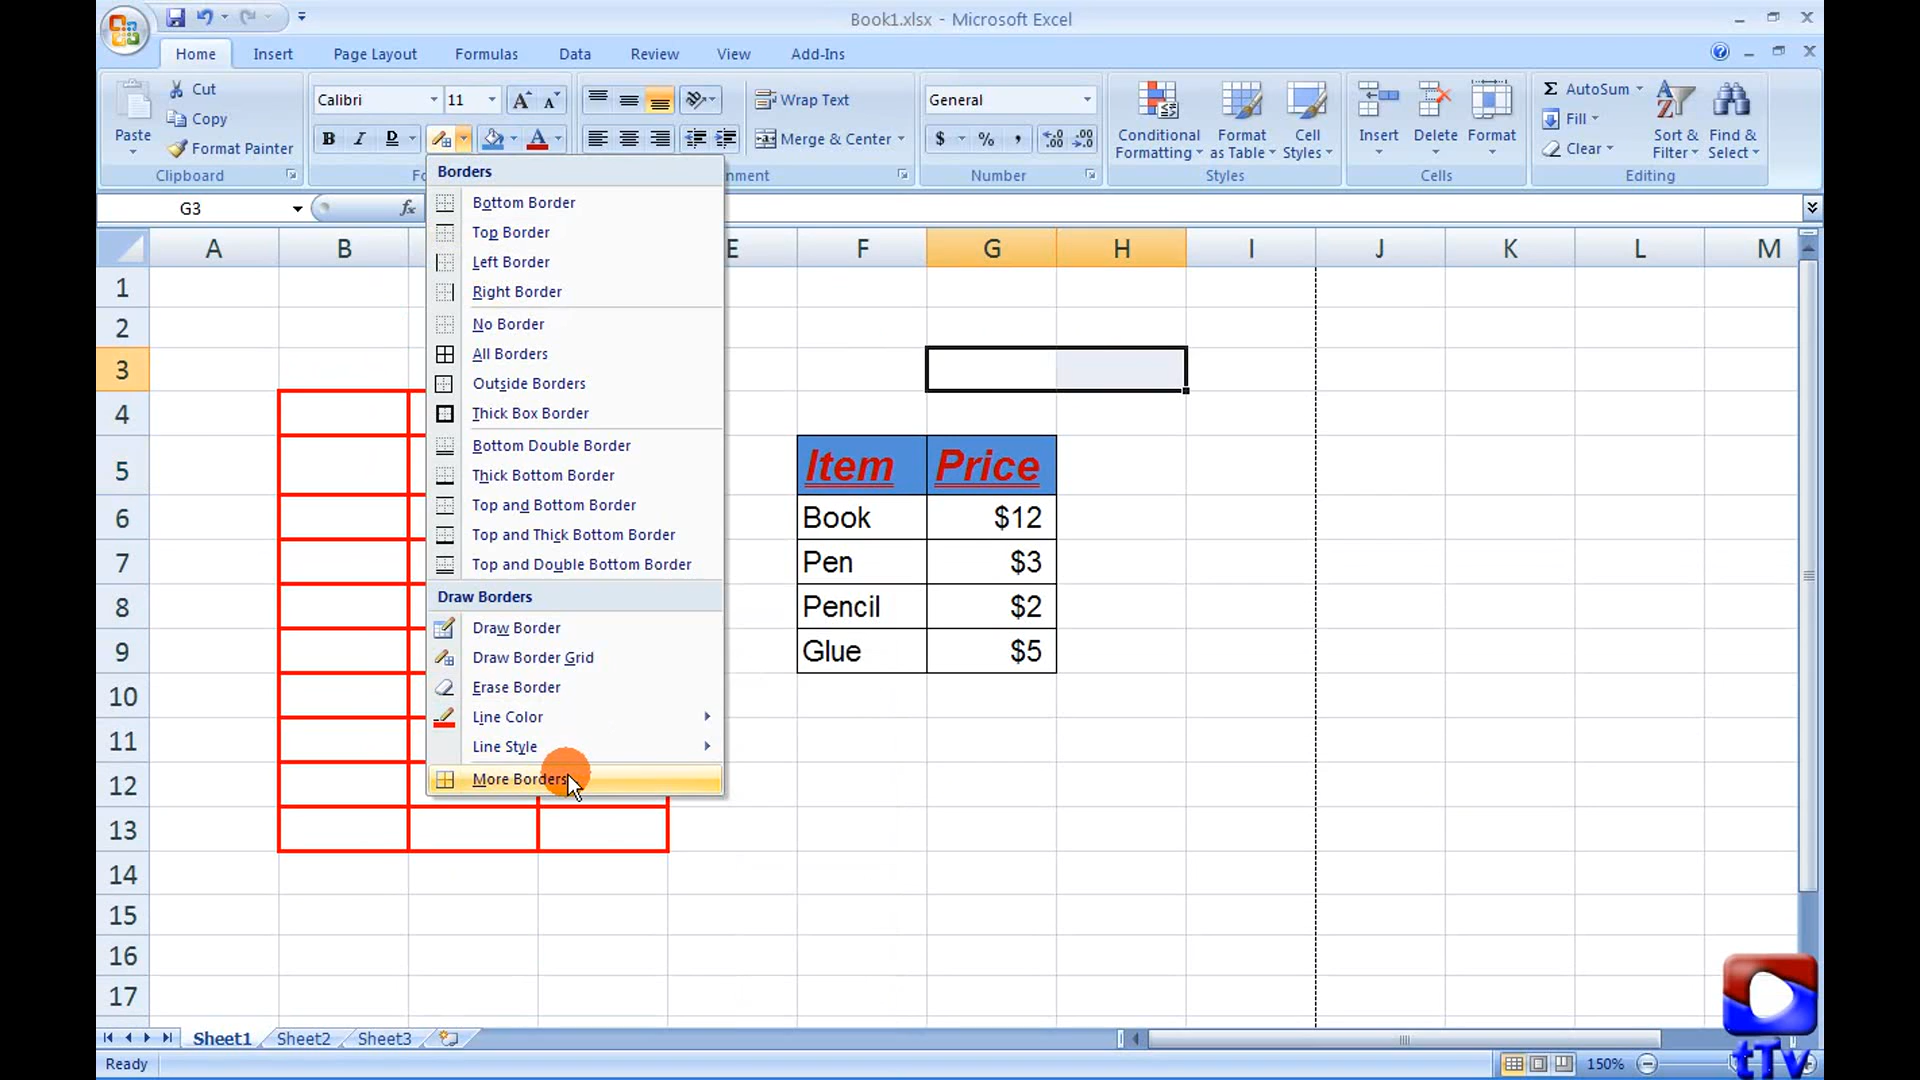 Book1.xlsx - Microsoft Excel
Home Insert Page Layout Formulas Data Review View Add-Ins
Paste
Cut
Copy
Format Painter
Clipboard
Calibri 11
B I D A
Wrap Text
Merge & Center
General
$ % ,
Number
Conditional Formatting
Format as Table
Cell Styles
Styles
Insert Delete Format
Cells
Σ AutoSum
Fill
Clear
Sort & Filter
Find & Select
Editing
G3 fx
Borders
Bottom Border
Top Border
Left Border
Right Border
No Border
All Borders
Outside Borders
Thick Box Border
Bottom Double Border
Thick Bottom Border
Top and Bottom Border
Top and Thick Bottom Border
Top and Double Bottom Border
Draw Borders
Draw Border
Draw Border Grid
Erase Border
Line Color
Line Style
More Borders
A B E F G H I J K L M
1
2
3
4
5 Item Price
6 Book $12
7 Pen $3
8 Pencil $2
9 Glue $5
10
11
12
13
14
15
16
17
Sheet1 Sheet2 Sheet3
Ready 150%
tTv